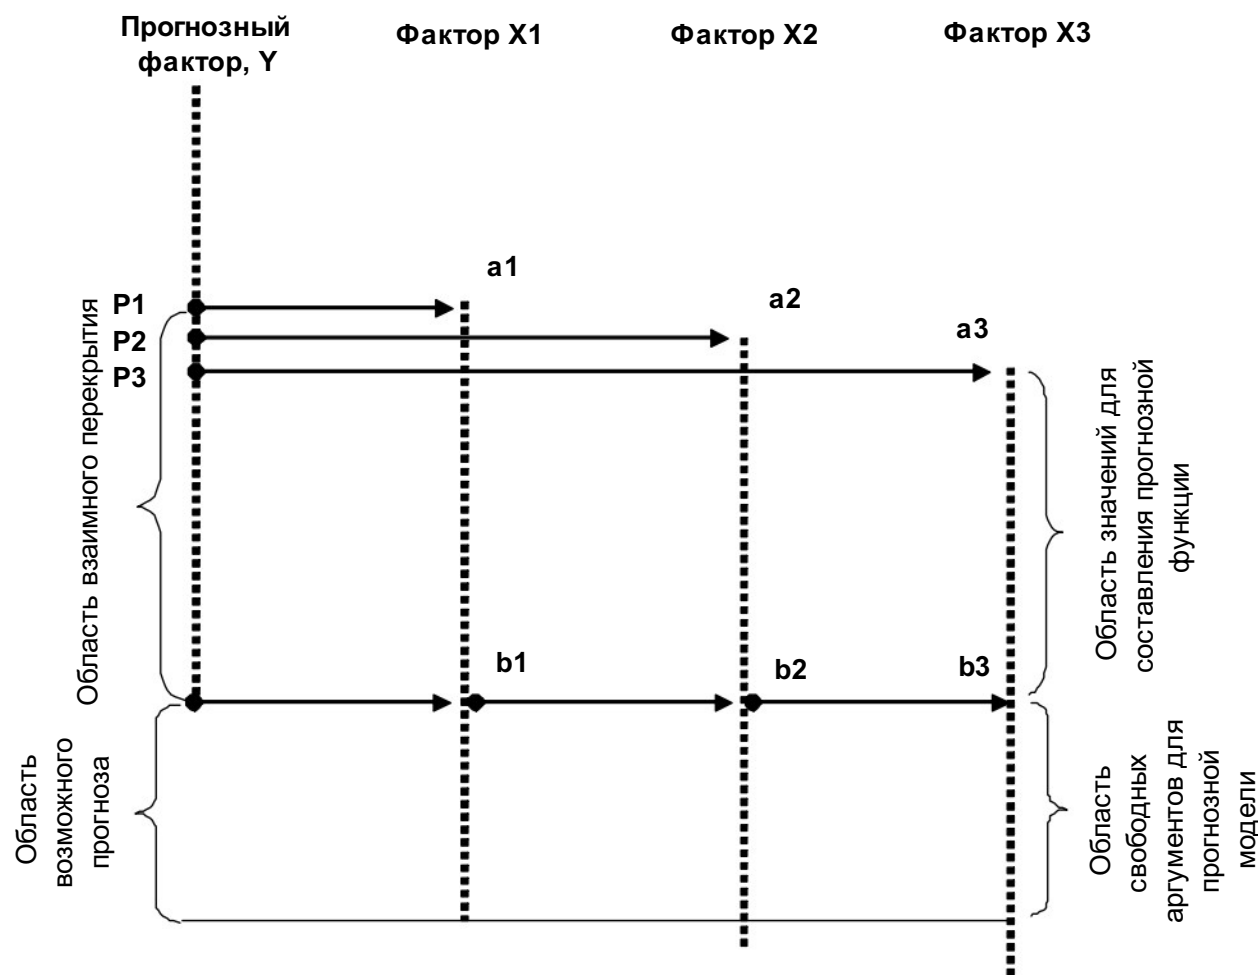 Прогнозный
фактор, Y
Фактор X1
Фактор X2
Фактор X3
a1
a2
a3
P1
P2
P3
Область взаимного перекрытия
Область значений для
составления прогнозной
функции
b1
b2
b3
Область
возможного
прогноза
Область
свободных
аргументов для
прогнозной
модели